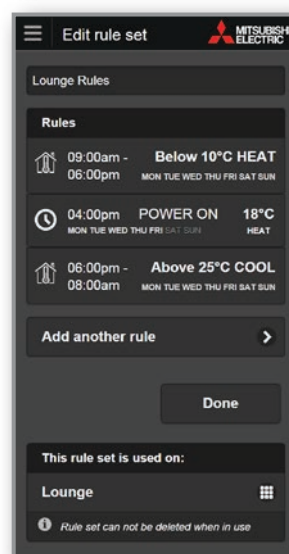 Edit rule set
MITSUBISHI
ELECTRIC
Lounge Rules
Rules
09:00am - Below 10°C HEAT
06:00pm MON TUE WED THU FRI SAT SUN
04:00pm POWER ON 18°C
MON TUE WED THU FRI SAT SUN HEAT
06:00pm - Above 25°C COOL
08:00am MON TUE WED THU FRI SAT SUN
Add another rule
Done
This rule set is used on:
Lounge
Rule set can not be deleted when in use